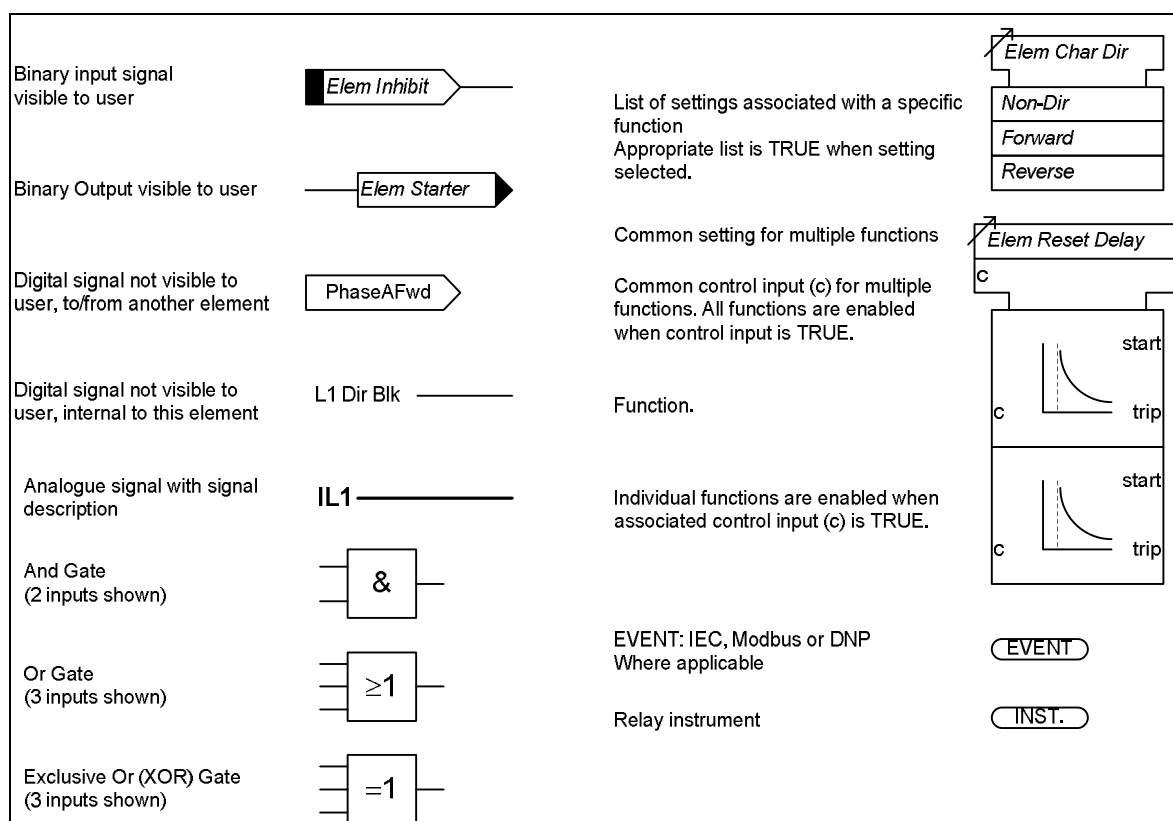 Binary input signal
visible to user
Elem Inhibit
Binary Output visible to user
Elem Starter
Digital signal not visible to
user, to/from another element
PhaseAFwd
Digital signal not visible to
user, internal to this element
L1 Dir Blk
Analogue signal with signal
description
IL1
And Gate
(2 inputs shown)
&
Or Gate
(3 inputs shown)
≥1
Exclusive Or (XOR) Gate
(3 inputs shown)
=1
List of settings associated with a specific
function
Appropriate list is TRUE when setting
selected.
Elem Char Dir
Non-Dir
Forward
Reverse
Common setting for multiple functions
Elem Reset Delay
Common control input (c) for multiple
functions. All functions are enabled
when control input is TRUE.
c
Function.
start
c
trip
Individual functions are enabled when
associated control input (c) is TRUE.
start
c
trip
EVENT: IEC, Modbus or DNP
Where applicable
EVENT
Relay instrument
INST.